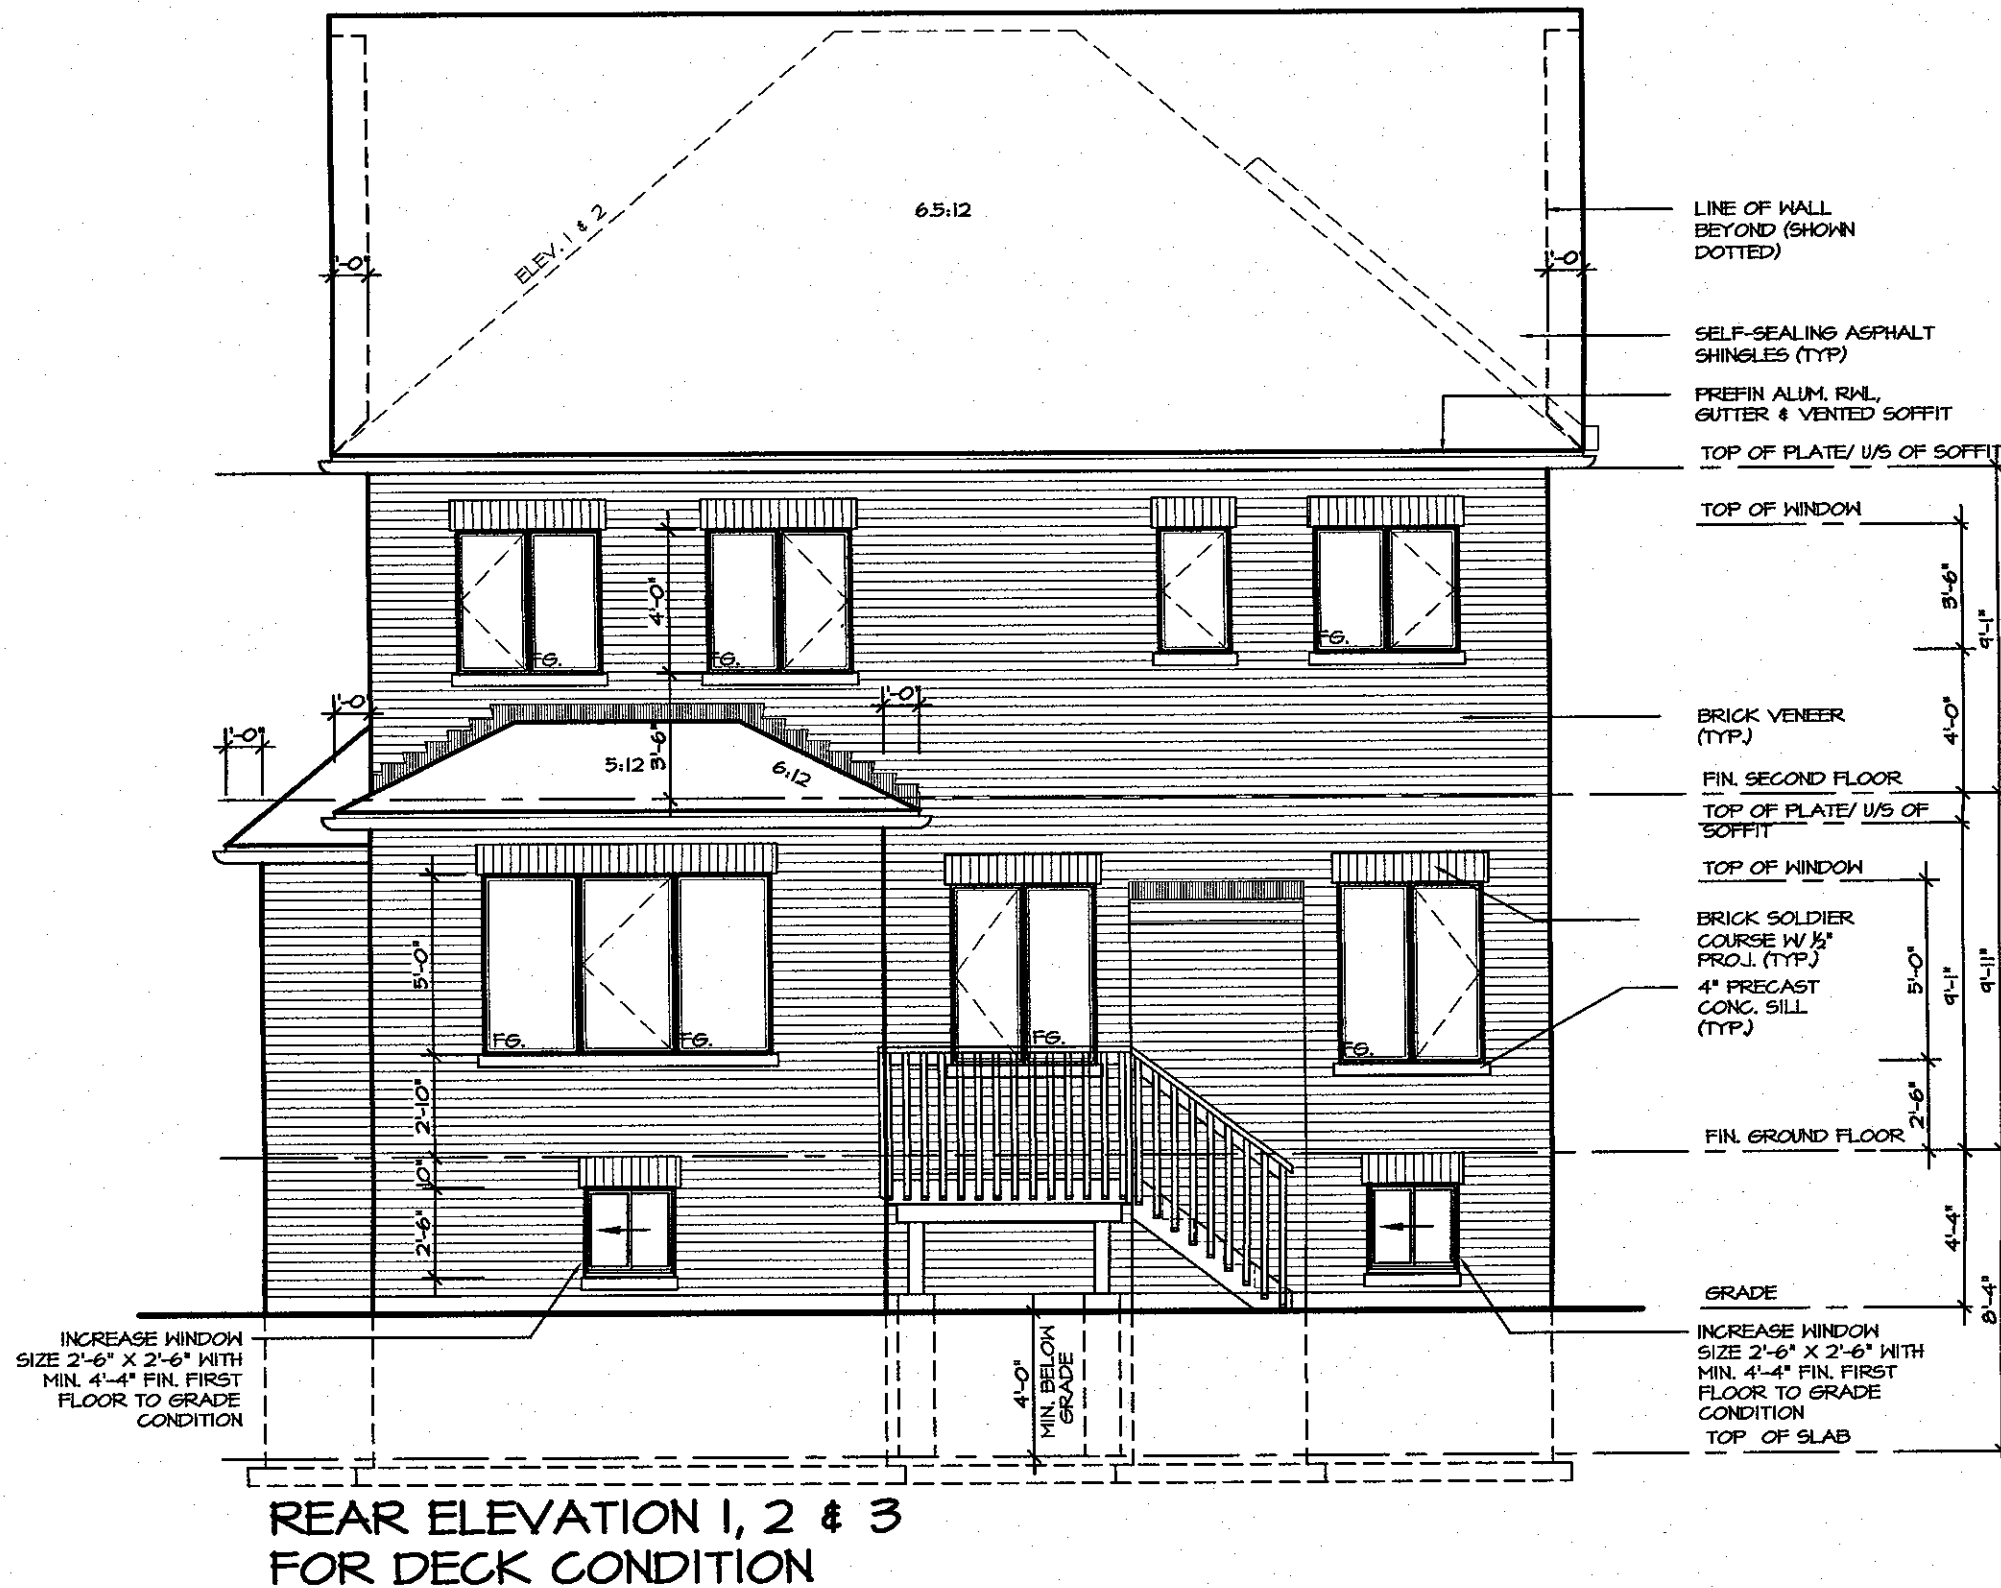 ELEV. 1 & 2
6.5:12
1'-0"
1'-0"
LINE OF WALL
BEYOND (SHOWN
DOTTED)
SELF-SEALING ASPHALT
SHINGLES (TYP)
PREFIN ALUM. RWL,
GUTTER & VENTED SOFFIT
TOP OF PLATE/ U/S OF SOFFIT
TOP OF WINDOW
3'-6"
9'-1"
4'-0"
FG.
FG.
FG.
4'-0"
BRICK VENEER
(TYP.)
FIN. SECOND FLOOR
TOP OF PLATE/ U/S OF
SOFFIT
TOP OF WINDOW
1'-0"
1'-0"
1'-0"
5:12
3'-6"
6:12
BRICK SOLDIER
COURSE W/ ½"
PROJ. (TYP.)
4" PRECAST
CONC. SILL
(TYP.)
5'-0"
9'-1"
9'-11"
2'-6"
5'-0"
FG.
FG.
FG.
FG.
2'-10"
10"
2'-6"
FIN. GROUND FLOOR
4'-4"
GRADE
8'-4"
INCREASE WINDOW
SIZE 2'-6" X 2'-6" WITH
MIN. 4'-4" FIN. FIRST
FLOOR TO GRADE
CONDITION
4'-0"
MIN. BELOW
GRADE
INCREASE WINDOW
SIZE 2'-6" X 2'-6" WITH
MIN. 4'-4" FIN. FIRST
FLOOR TO GRADE
CONDITION
TOP OF SLAB
REAR ELEVATION 1, 2 & 3
FOR DECK CONDITION